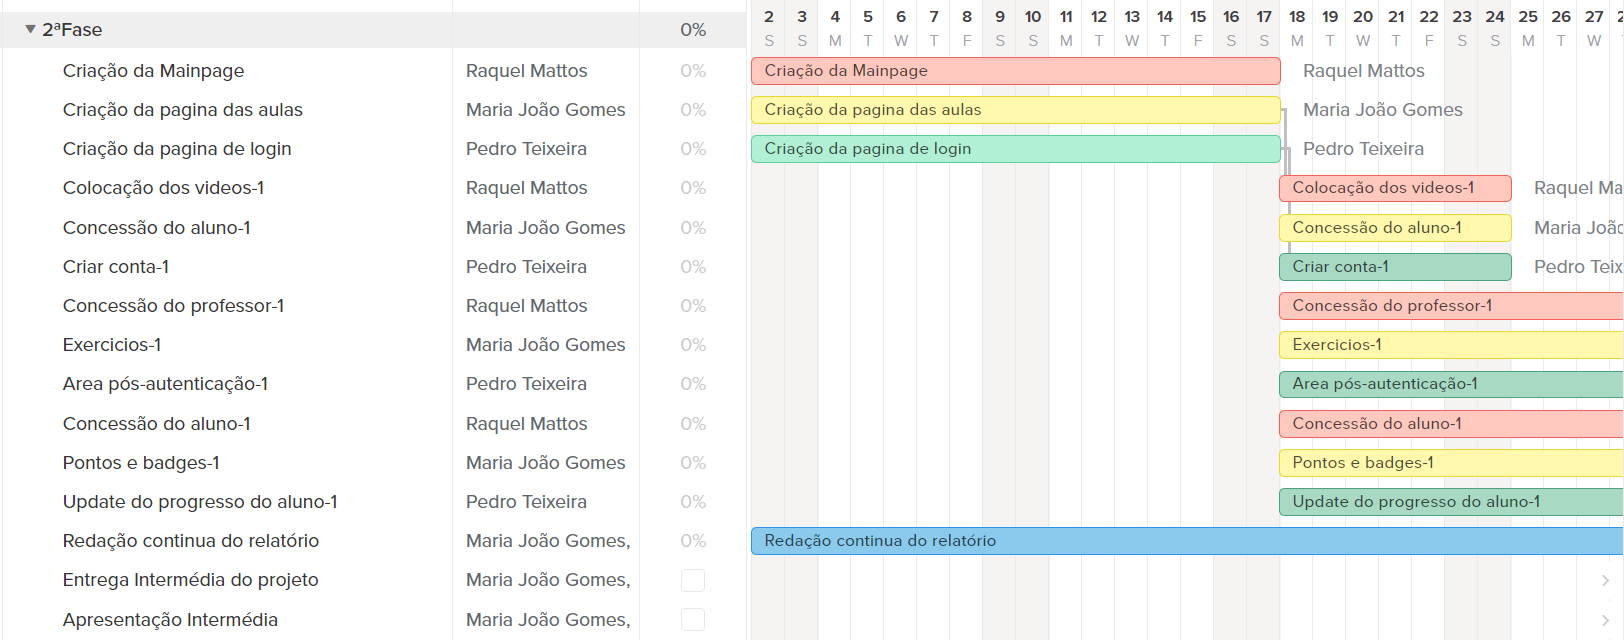 2 3 4 5 6 7 8 9 10 11 12 13 14 15 16 17 18 19 20 21 22 23 24 25 26 27 2
2ªFase 0%
S S M T W T F S S M T W T F S S M T W T F S S M T W
Criação da Mainpage Raquel Mattos 0% Criação da Mainpage Raquel Mattos
Criação da pagina das aulas Maria João Gomes 0% Criação da pagina das aulas Maria João Gomes
Criação da pagina de login Pedro Teixeira 0% Criação da pagina de login Pedro Teixeira
Colocação dos videos-1 Raquel Mattos 0% Colocação dos videos-1 Raquel Ma
Concessão do aluno-1 Maria João Gomes 0% Concessão do aluno-1 Maria Joã
Criar conta-1 Pedro Teixeira 0% Criar conta-1 Pedro Teix
Concessão do professor-1 Raquel Mattos 0% Concessão do professor-1
Exercicios-1 Maria João Gomes 0% Exercicios-1
Area pós-autenticação-1 Pedro Teixeira 0% Area pós-autenticação-1
Concessão do aluno-1 Raquel Mattos 0% Concessão do aluno-1
Pontos e badges-1 Maria João Gomes 0% Pontos e badges-1
Update do progresso do aluno-1 Pedro Teixeira 0% Update do progresso do aluno-1
Redação continua do relatório Maria João Gomes, 0% Redação continua do relatório
Entrega Intermédia do projeto Maria João Gomes,
Apresentação Intermédia Maria João Gomes,